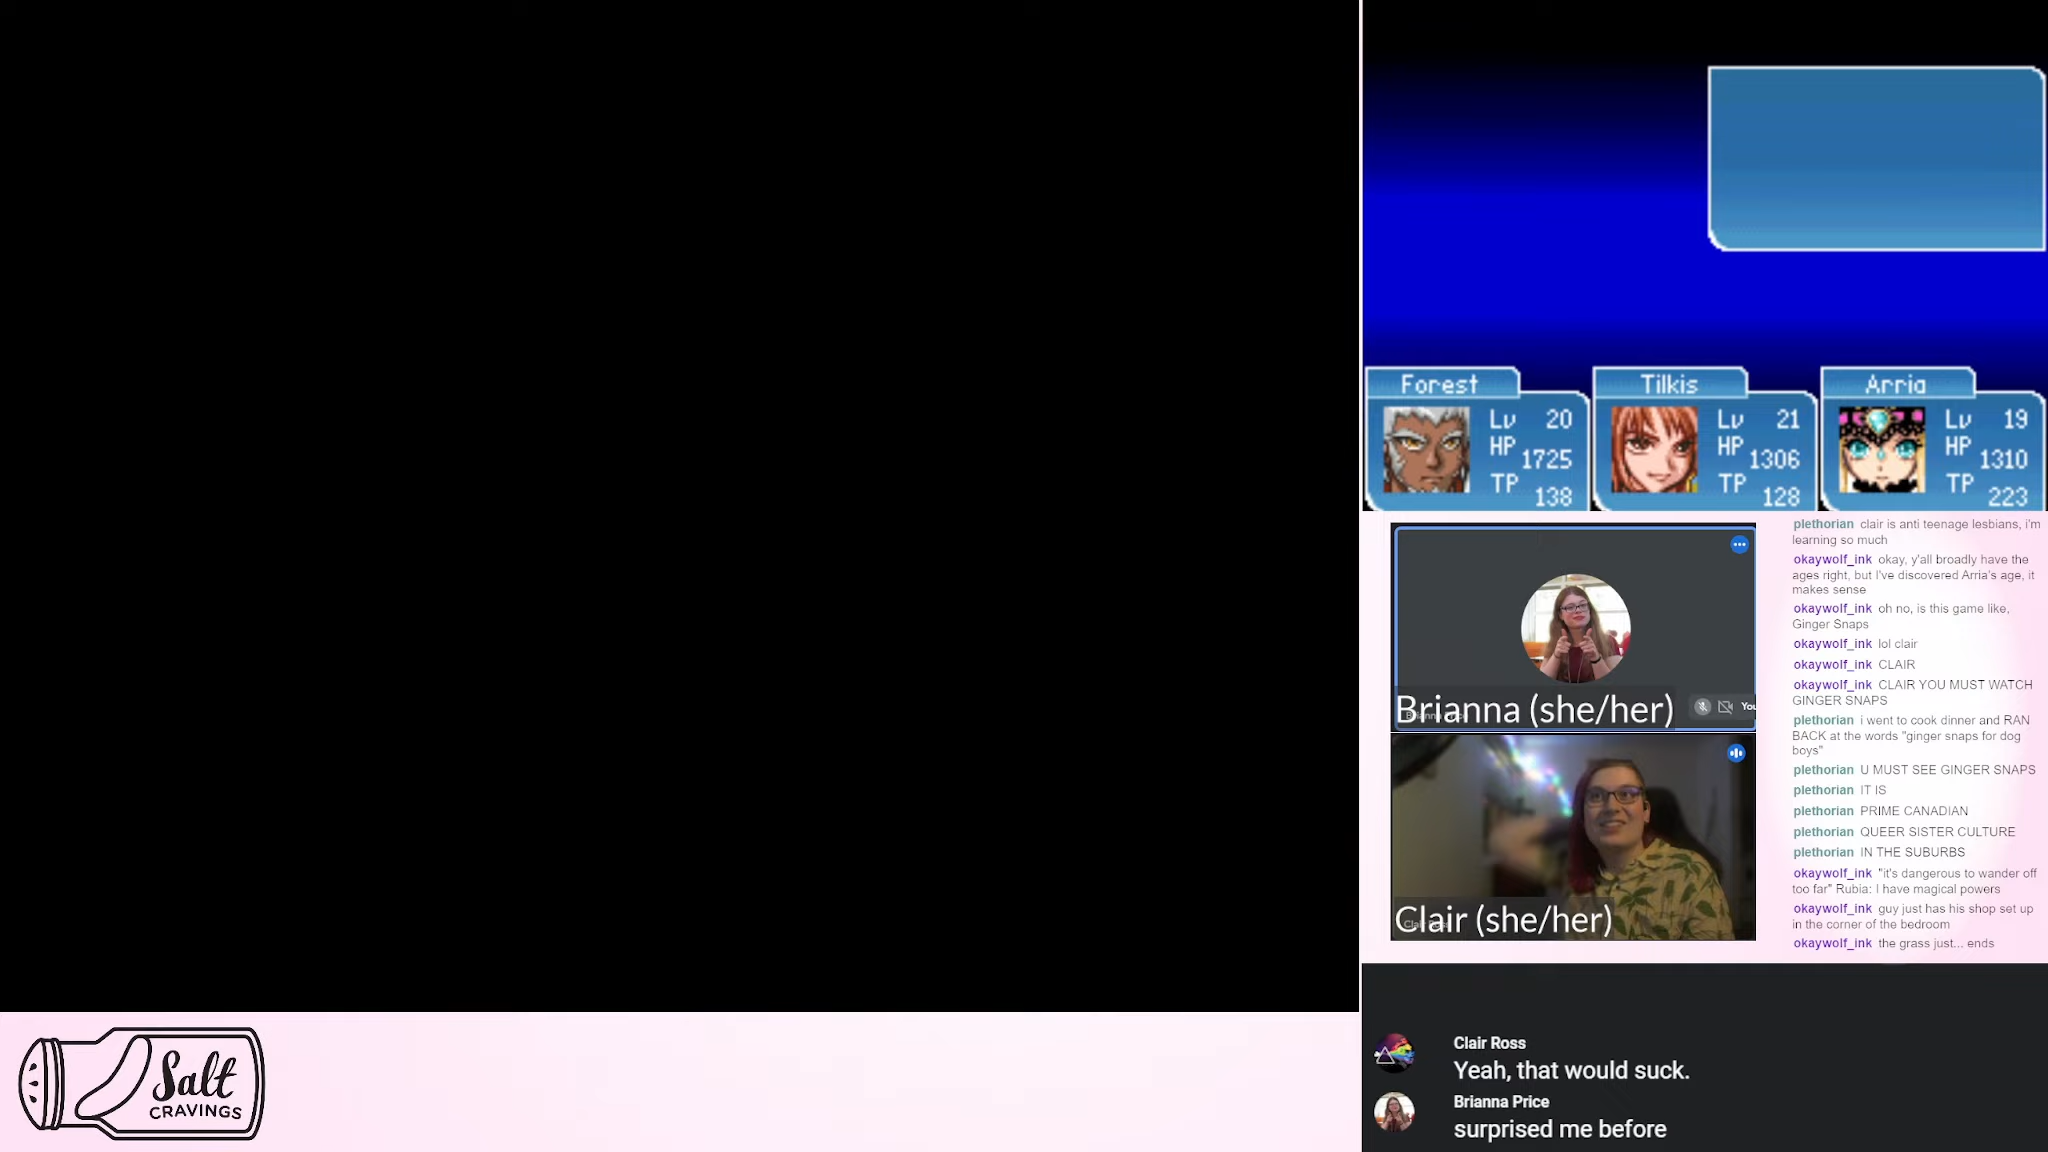 Forest
Lv 20
HP 1725
TP 138
Tilkis
Lv 21
HP 1306
TP 128
Arria
Lv 19
HP 1310
TP 223
Brianna (she/her)
You
Clair (she/her)
plethorian clair is anti teenage lesbians, i'm
learning so much
okaywolf_ink okay, y'all broadly have the
ages right, but I've discovered Arria's age, it
makes sense
okaywolf_ink oh no, is this game like,
Ginger Snaps
okaywolf_ink lol clair
okaywolf_ink CLAIR
okaywolf_ink CLAIR YOU MUST WATCH
GINGER SNAPS
plethorian i went to cook dinner and RAN
BACK at the words "ginger snaps for dog
boys"
plethorian U MUST SEE GINGER SNAPS
plethorian IT IS
plethorian PRIME CANADIAN
plethorian QUEER SISTER CULTURE
plethorian IN THE SUBURBS
okaywolf_ink "it's dangerous to wander off
too far" Rubia: I have magical powers
okaywolf_ink guy just has his shop set up
in the corner of the bedroom
okaywolf_ink the grass just... ends
Clair Ross
Yeah, that would suck.
Brianna Price
surprised me before
Salt
CRAVINGS